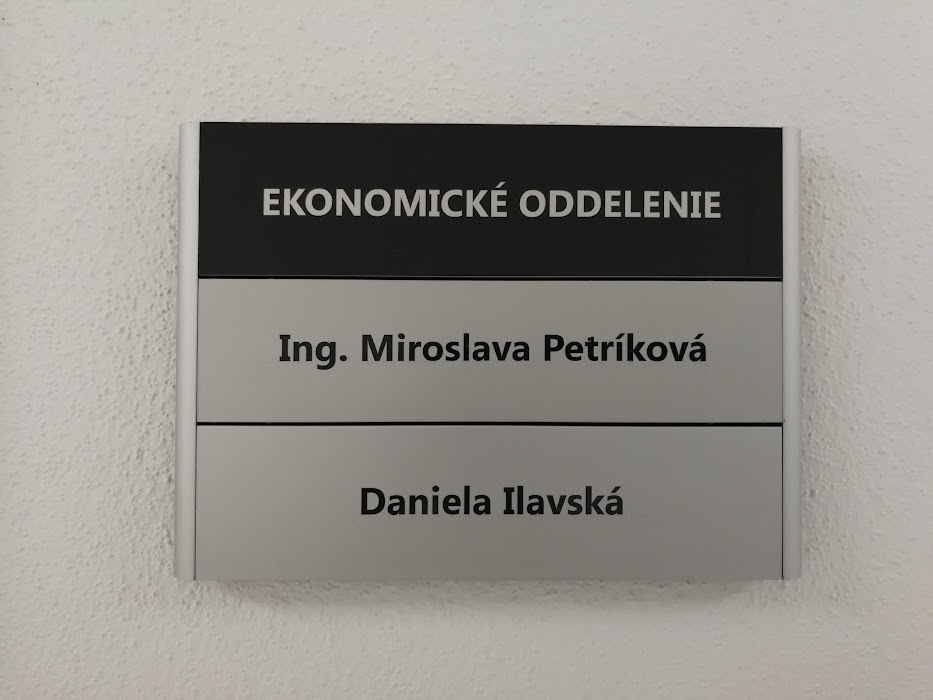 EKONOMICKÉ ODDELENIE
Ing. Miroslava Petríková
Daniela Ilavská